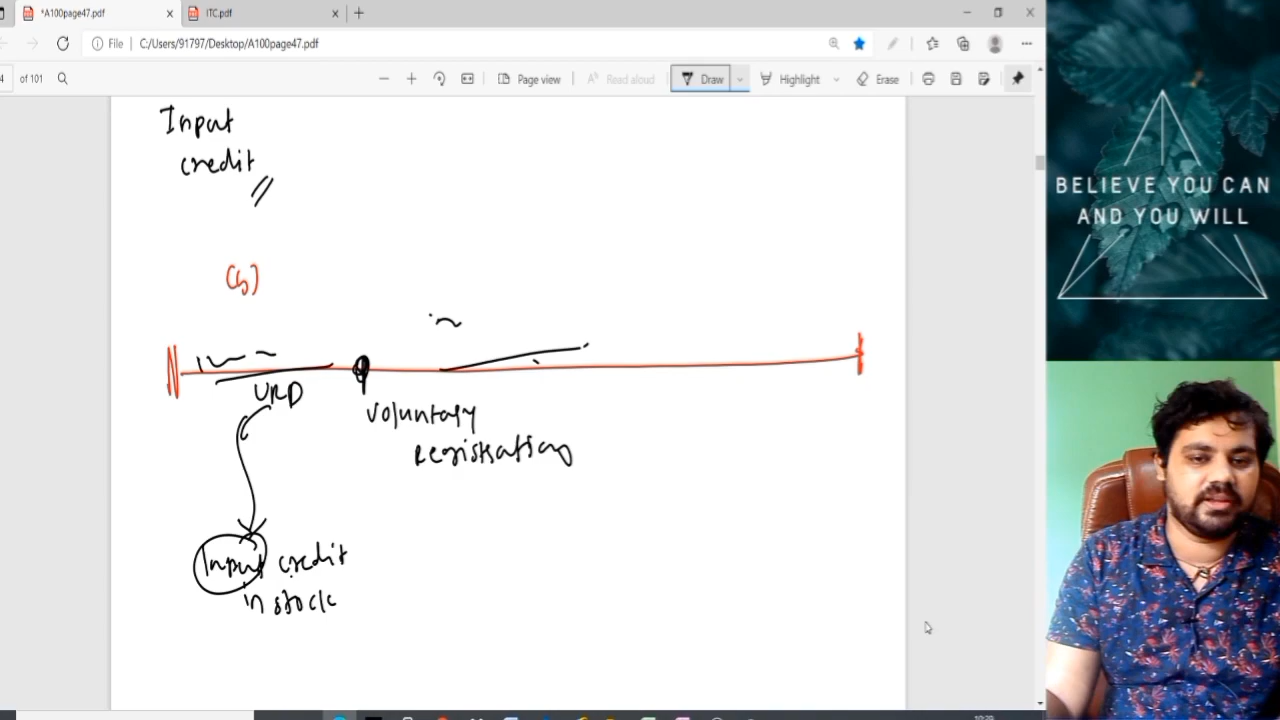 *A100page47.pdf
ITC.pdf
File C:/Users/91797/Desktop/A100page47.pdf
4 of 101
Page view
Read aloud
Draw
Highlight
Erase
Input
credit
(b)
URD
voluntary
registration
Input credit
in stock
BELIEVE YOU CAN
AND YOU WILL